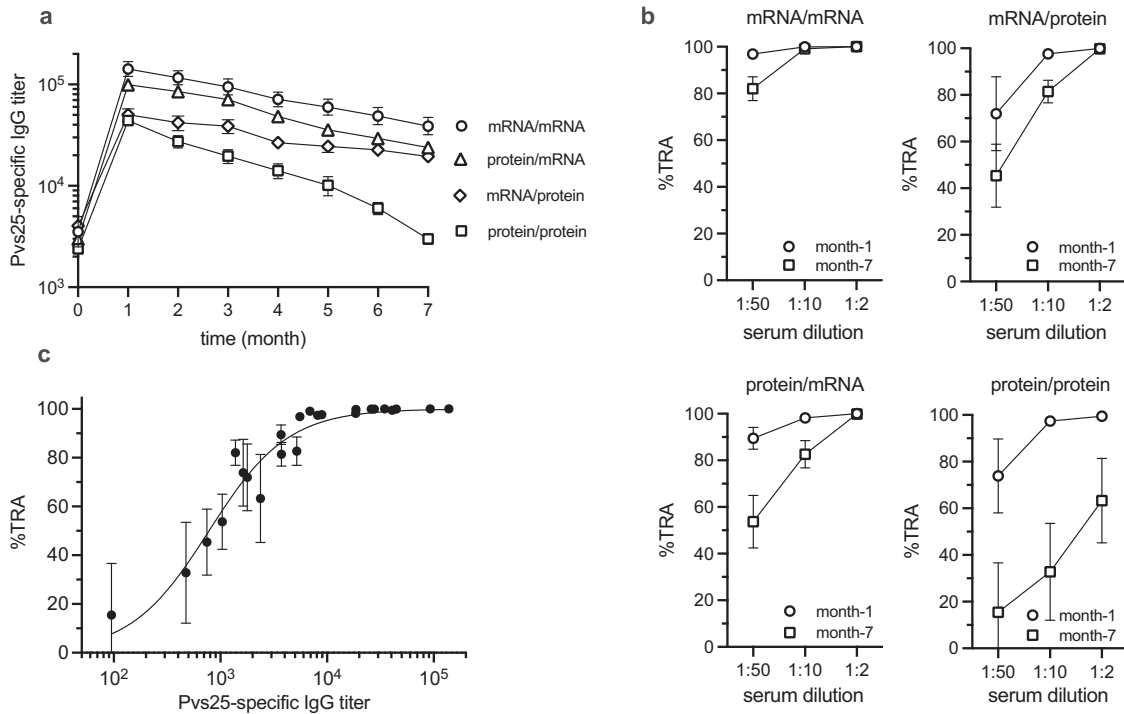 a
Pvs25-specific IgG titer
10^5
10^4
10^3
0 1 2 3 4 5 6 7
time (month)
mRNA/mRNA
protein/mRNA
mRNA/protein
protein/protein
b
mRNA/mRNA
%TRA
100
80
60
40
20
0
month-1
month-7
1:50 1:10 1:2
serum dilution
mRNA/protein
%TRA
100
80
60
40
20
0
month-1
month-7
1:50 1:10 1:2
serum dilution
protein/mRNA
%TRA
100
80
60
40
20
0
month-1
month-7
1:50 1:10 1:2
serum dilution
protein/protein
%TRA
100
80
60
40
20
0
month-1
month-7
1:50 1:10 1:2
serum dilution
c
%TRA
100
80
60
40
20
0
10^2 10^3 10^4 10^5
Pvs25-specific IgG titer